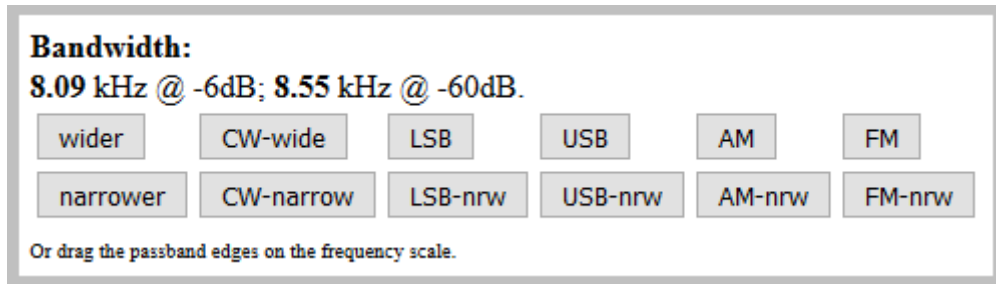 Bandwidth:
8.09 kHz @ -6dB; 8.55 kHz @ -60dB.
wider CW-wide LSB USB AM FM
narrower CW-narrow LSB-nrw USB-nrw AM-nrw FM-nrw
Or drag the passband edges on the frequency scale.